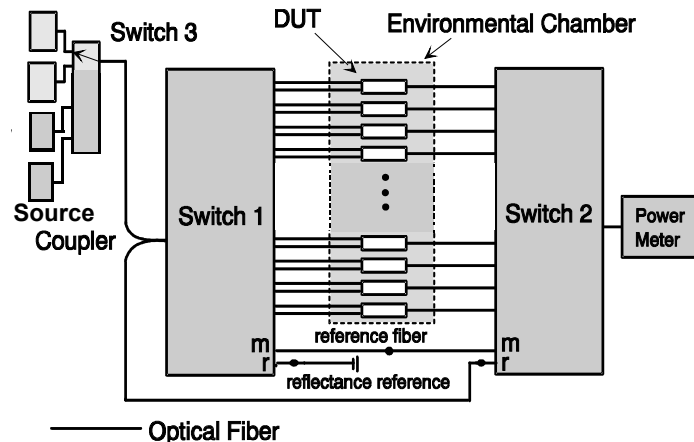 Switch 3
DUT
Environmental Chamber
Source
Coupler
Switch 1
Switch 2
Power
Meter
m
r
reference fiber
reflectance reference
m
r
Optical Fiber